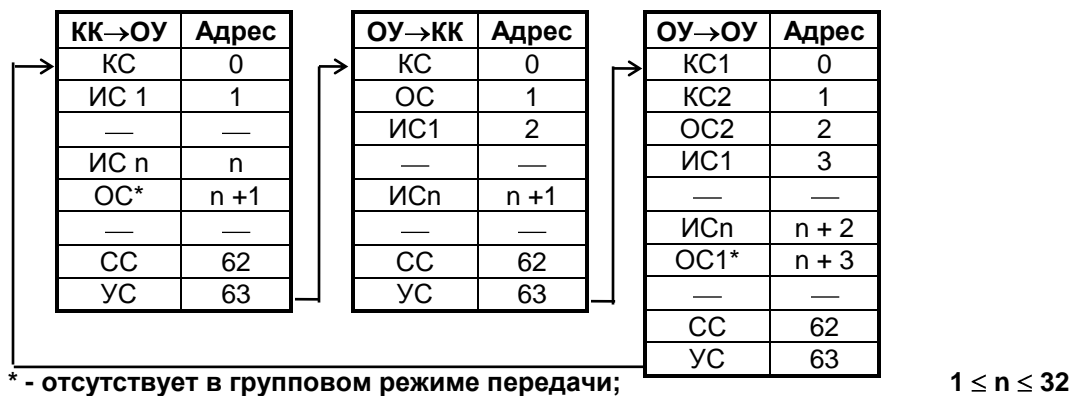 КК→ОУ Адрес
КС 0
ИС 1 1
— —
ИС n n
ОС* n +1
— —
СС 62
УС 63
ОУ→КК Адрес
КС 0
ОС 1
ИС1 2
— —
ИСn n +1
— —
СС 62
УС 63
ОУ→ОУ Адрес
КС1 0
КС2 1
ОС2 2
ИС1 3
— —
ИСn n + 2
ОС1* n + 3
— —
СС 62
УС 63
* - отсутствует в групповом режиме передачи; 1 ≤ n ≤ 32